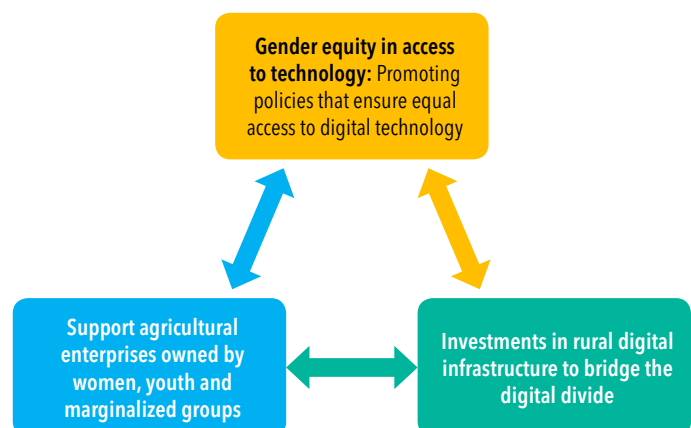 Gender equity in access
to technology: Promoting
policies that ensure equal
access to digital technology
Support agricultural
enterprises owned by
women, youth and
marginalized groups
Investments in rural digital
infrastructure to bridge the
digital divide